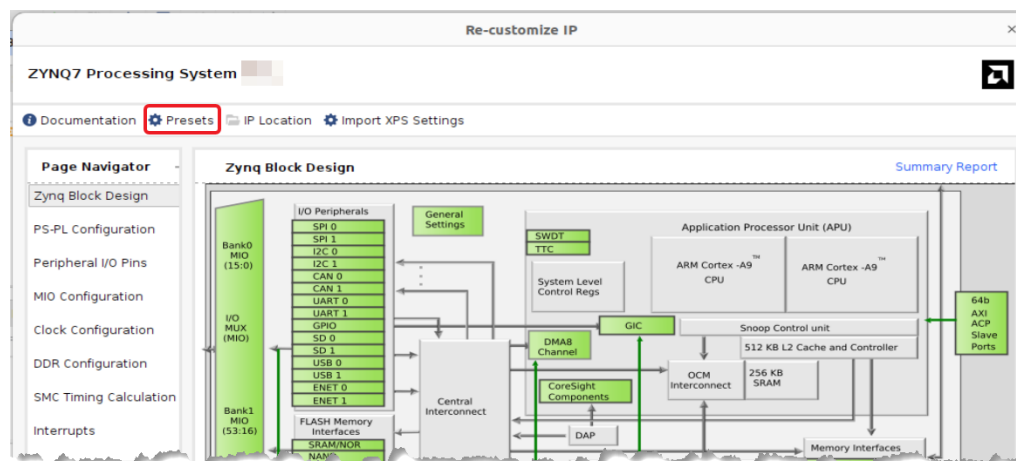 Re-customize IP
×
ZYNQ7 Processing System
Documentation Presets IP Location Import XPS Settings
Page Navigator
Zynq Block Design
PS-PL Configuration
Peripheral I/O Pins
MIO Configuration
Clock Configuration
DDR Configuration
SMC Timing Calculation
Interrupts
Zynq Block Design
Summary Report
Bank0
MIO
(15:0)
I/O
MUX
(MIO)
Bank1
MIO
(53:16)
I/O Peripherals
SPI 0
SPI 1
I2C 0
I2C 1
CAN 0
CAN 1
UART 0
UART 1
GPIO
SD 0
SD 1
USB 0
USB 1
ENET 0
ENET 1
FLASH Memory
Interfaces
SRAM/NOR
General
Settings
Central
Interconnect
Application Processor Unit (APU)
SWDT
TTC
System Level
Control Regs
ARM Cortex -A9 ™
CPU
ARM Cortex -A9 ™
CPU
GIC
Snoop Control unit
DMA8
Channel
512 KB L2 Cache and Controller
OCM
Interconnect
256 KB
SRAM
CoreSight
Components
DAP
Memory Interfaces
64b
AXI
ACP
Slave
Ports